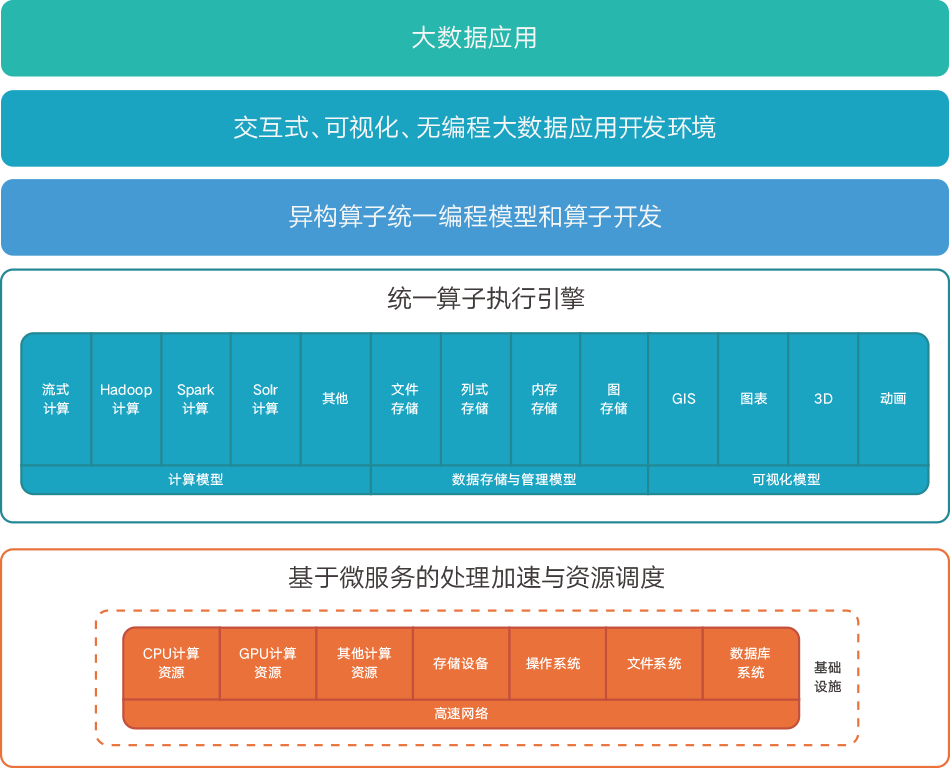 大数据应用
交互式、可视化、无编程大数据应用开发环境
异构算子统一编程模型和算子开发
统一算子执行引擎
流式
计算
Hadoop
计算
Spark
计算
Solr
计算
其他
文件
存储
列式
存储
内存
存储
图
存储
GIS
图表
3D
动画
计算模型
数据存储与管理模型
可视化模型
基于微服务的处理加速与资源调度
CPU计算
资源
GPU计算
资源
其他计算
资源
存储设备
操作系统
文件系统
数据库
系统
基础
设施
高速网络